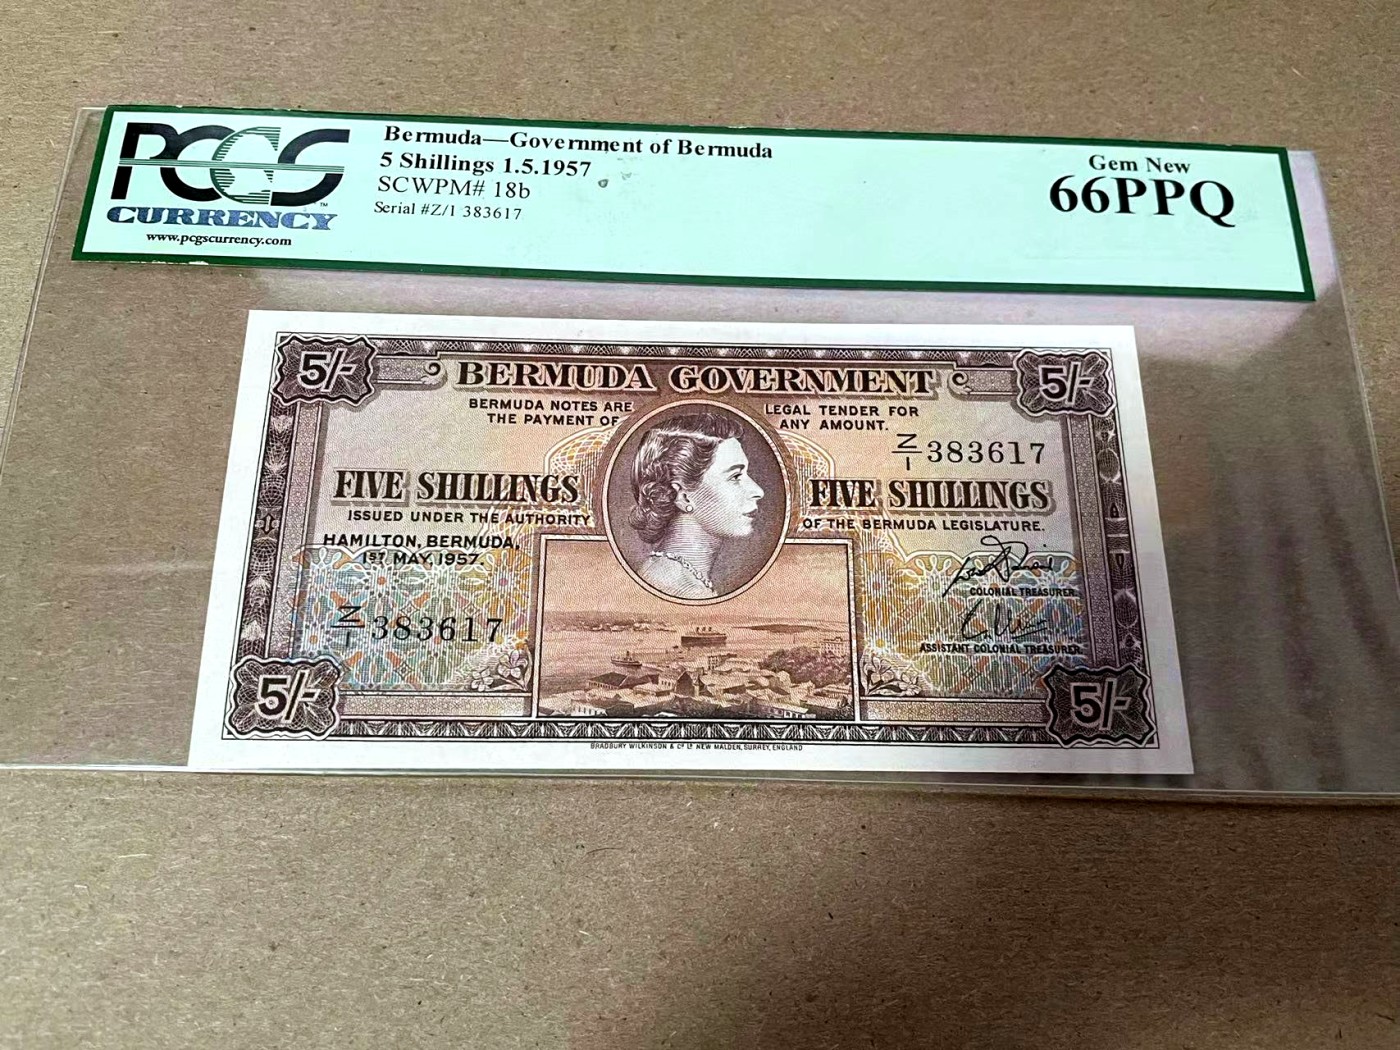 PCGS
CURRENCY™
www.pcgscurrency.com
Bermuda—Government of Bermuda
5 Shillings 1.5.1957
SCWPM# 18b
Serial #Z/1 383617
Gem New
66PPQ
5/-
BERMUDA GOVERNMENT
5/-
BERMUDA NOTES ARE LEGAL TENDER FOR
THE PAYMENT OF ANY AMOUNT.
Z/1 383617
FIVE SHILLINGS FIVE SHILLINGS
ISSUED UNDER THE AUTHORITY OF THE BERMUDA LEGISLATURE.
HAMILTON, BERMUDA,
1ST MAY, 1957.
COLONIAL TREASURER.
Z/1 383617
ASSISTANT COLONIAL TREASURER.
5/-
5/-
BRADBURY WILKINSON & Cº Lᴰ NEW MALDEN, SURREY, ENGLAND